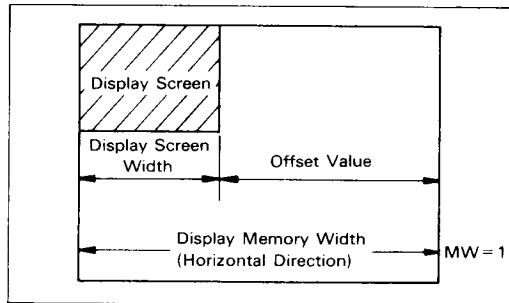 Display Screen
Display Screen
Width
Offset Value
Display Memory Width
(Horizontal Direction)
MW=1